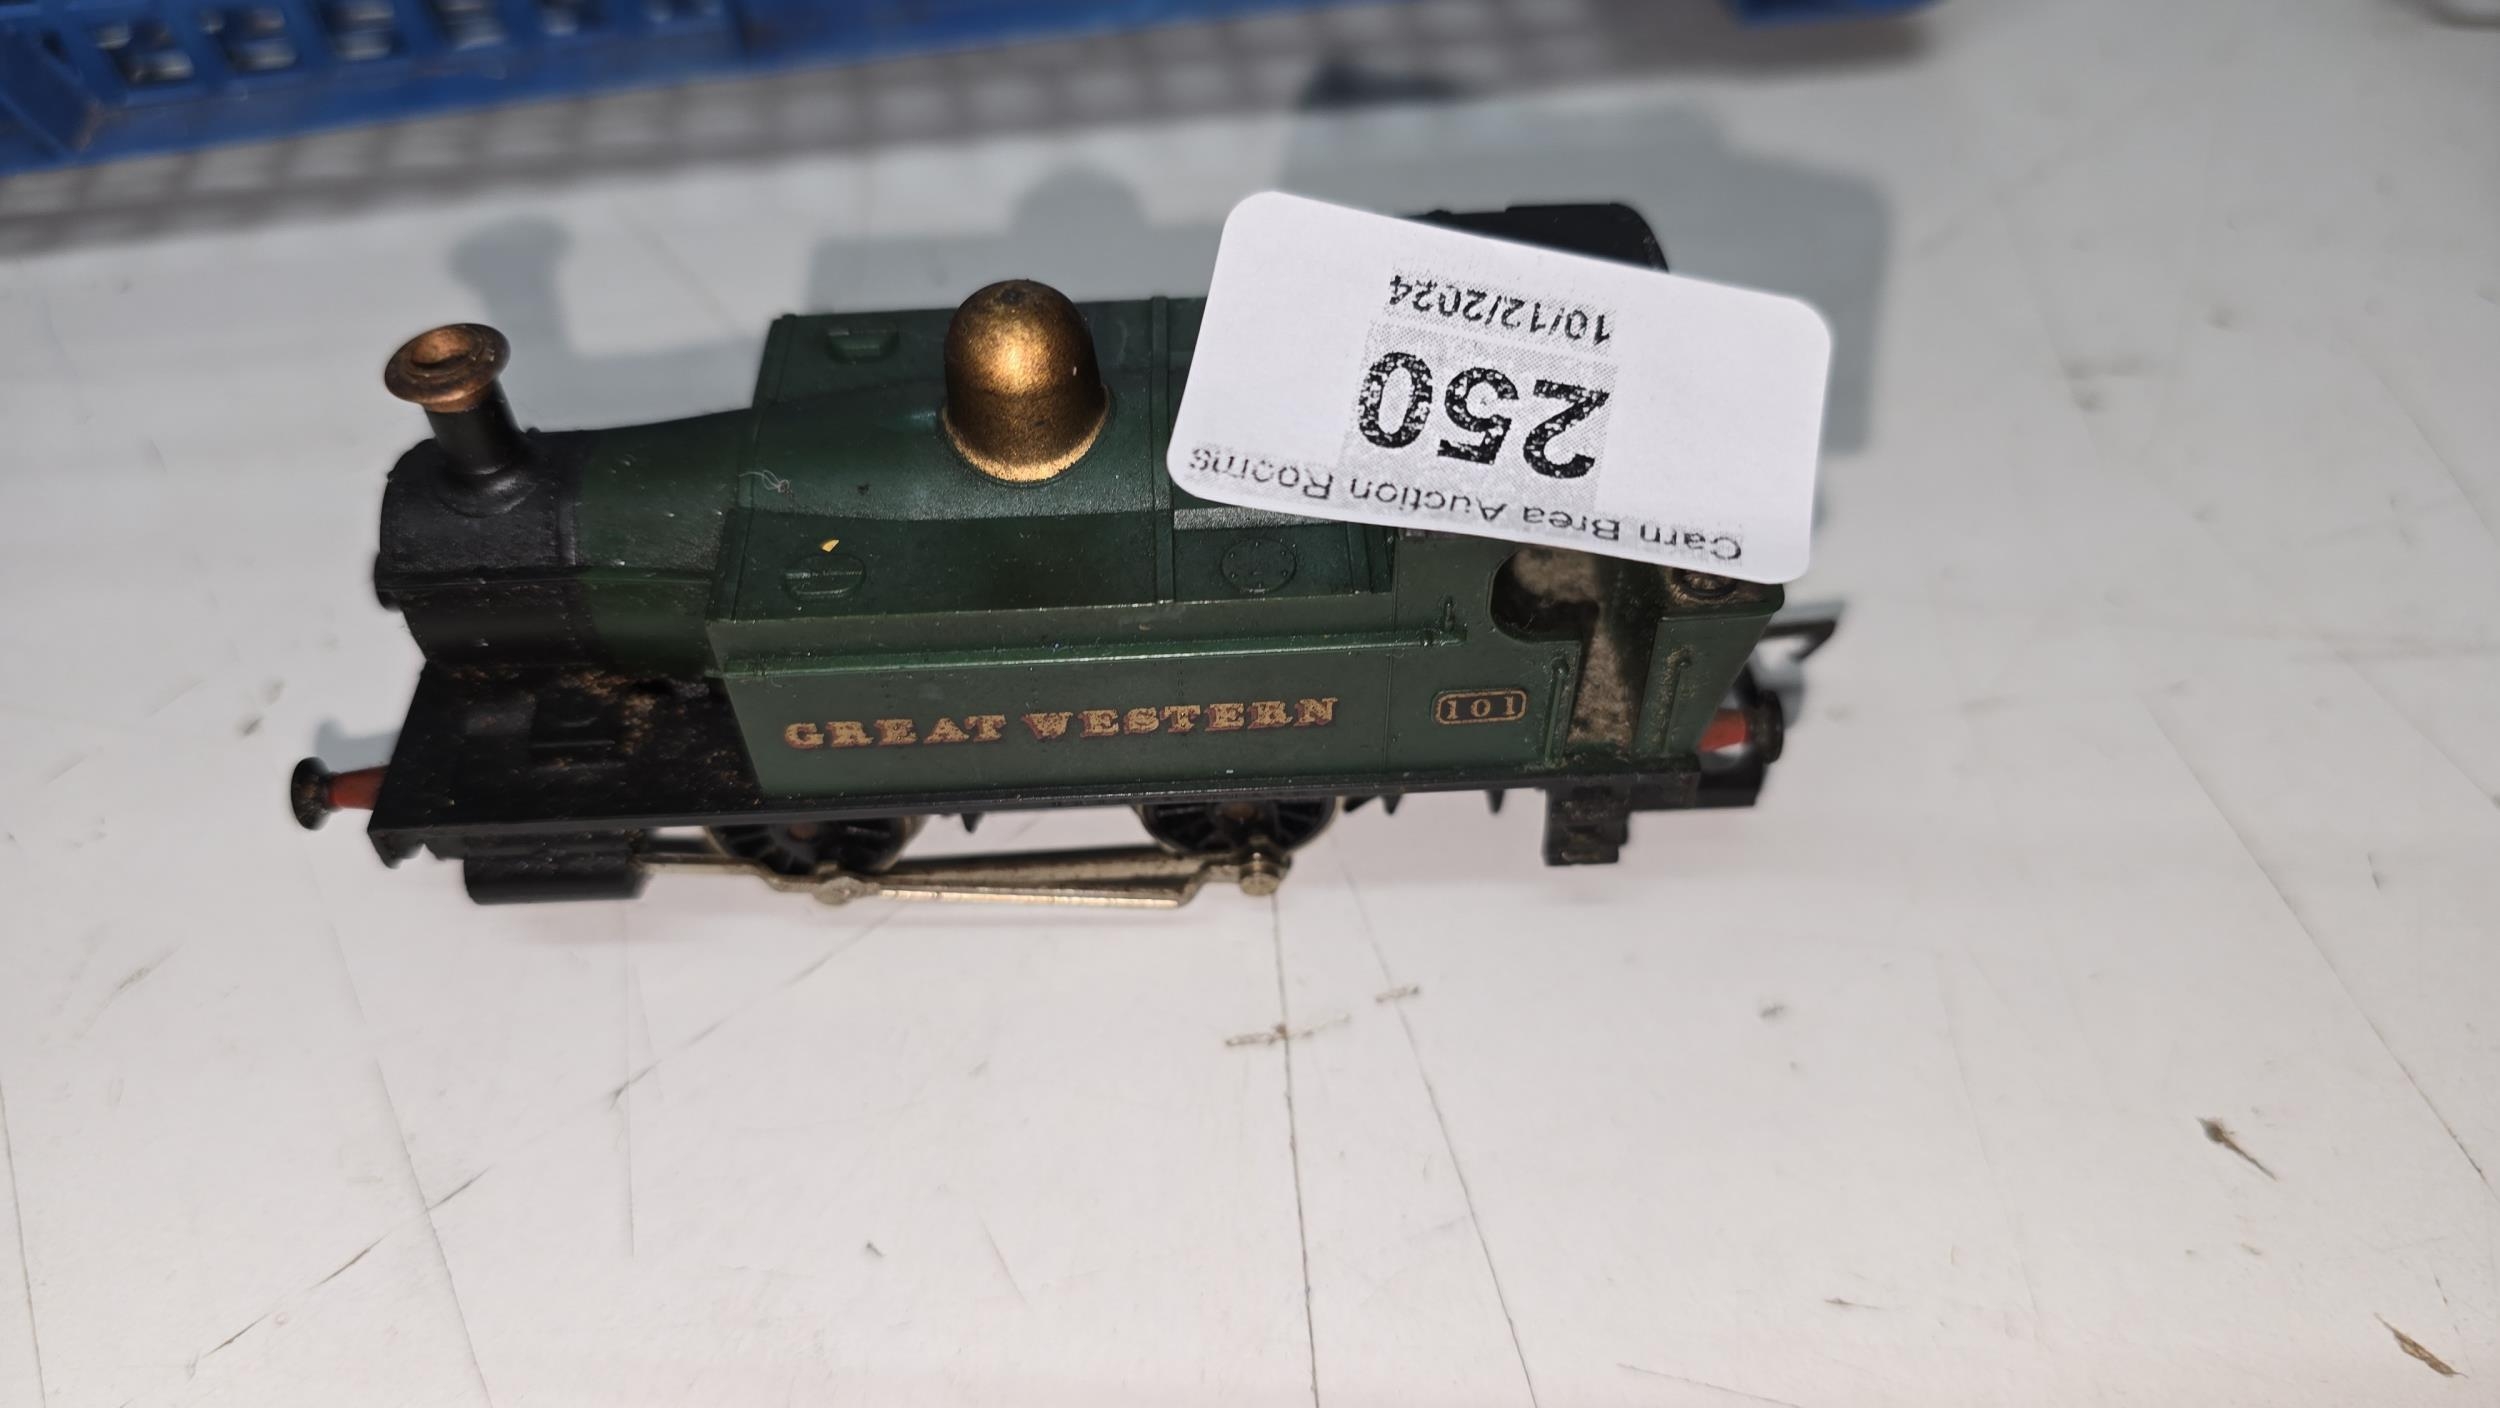 Carn Brea Auction Rooms
250
10/12/2024
GREAT WESTERN
101